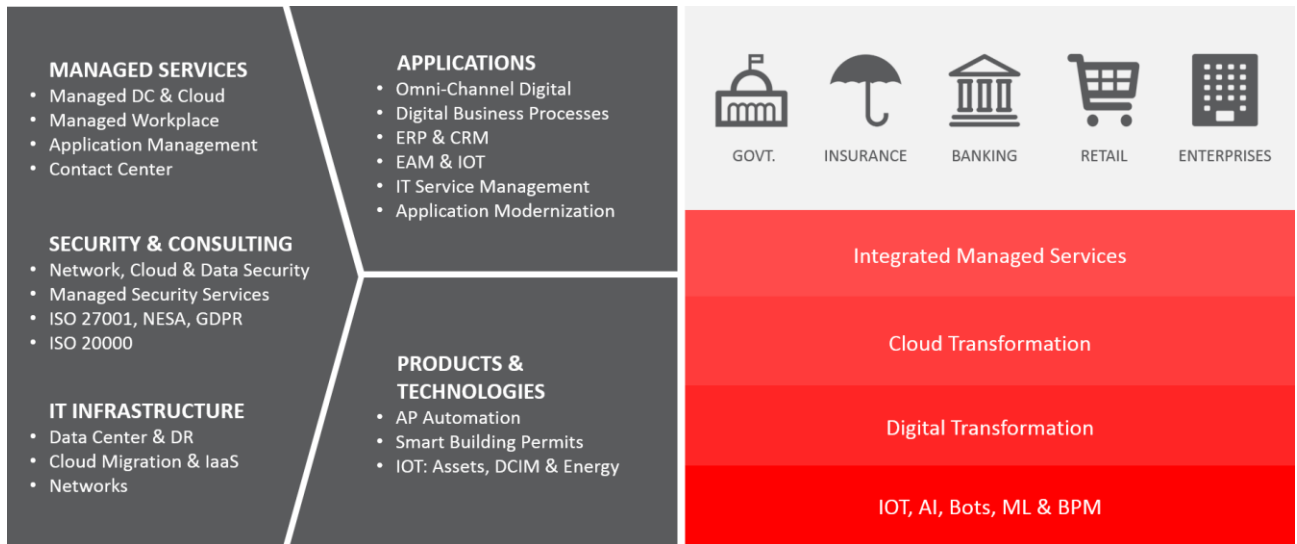 MANAGED SERVICES
• Managed DC & Cloud
• Managed Workplace
• Application Management
• Contact Center
SECURITY & CONSULTING
• Network, Cloud & Data Security
• Managed Security Services
• ISO 27001, NESA, GDPR
• ISO 20000
IT INFRASTRUCTURE
• Data Center & DR
• Cloud Migration & IaaS
• Networks
APPLICATIONS
• Omni-Channel Digital
• Digital Business Processes
• ERP & CRM
• EAM & IOT
• IT Service Management
• Application Modernization
PRODUCTS &
TECHNOLOGIES
• AP Automation
• Smart Building Permits
• IOT: Assets, DCIM & Energy
GOVT.
INSURANCE
BANKING
RETAIL
ENTERPRISES
Integrated Managed Services
Cloud Transformation
Digital Transformation
IOT, AI, Bots, ML & BPM